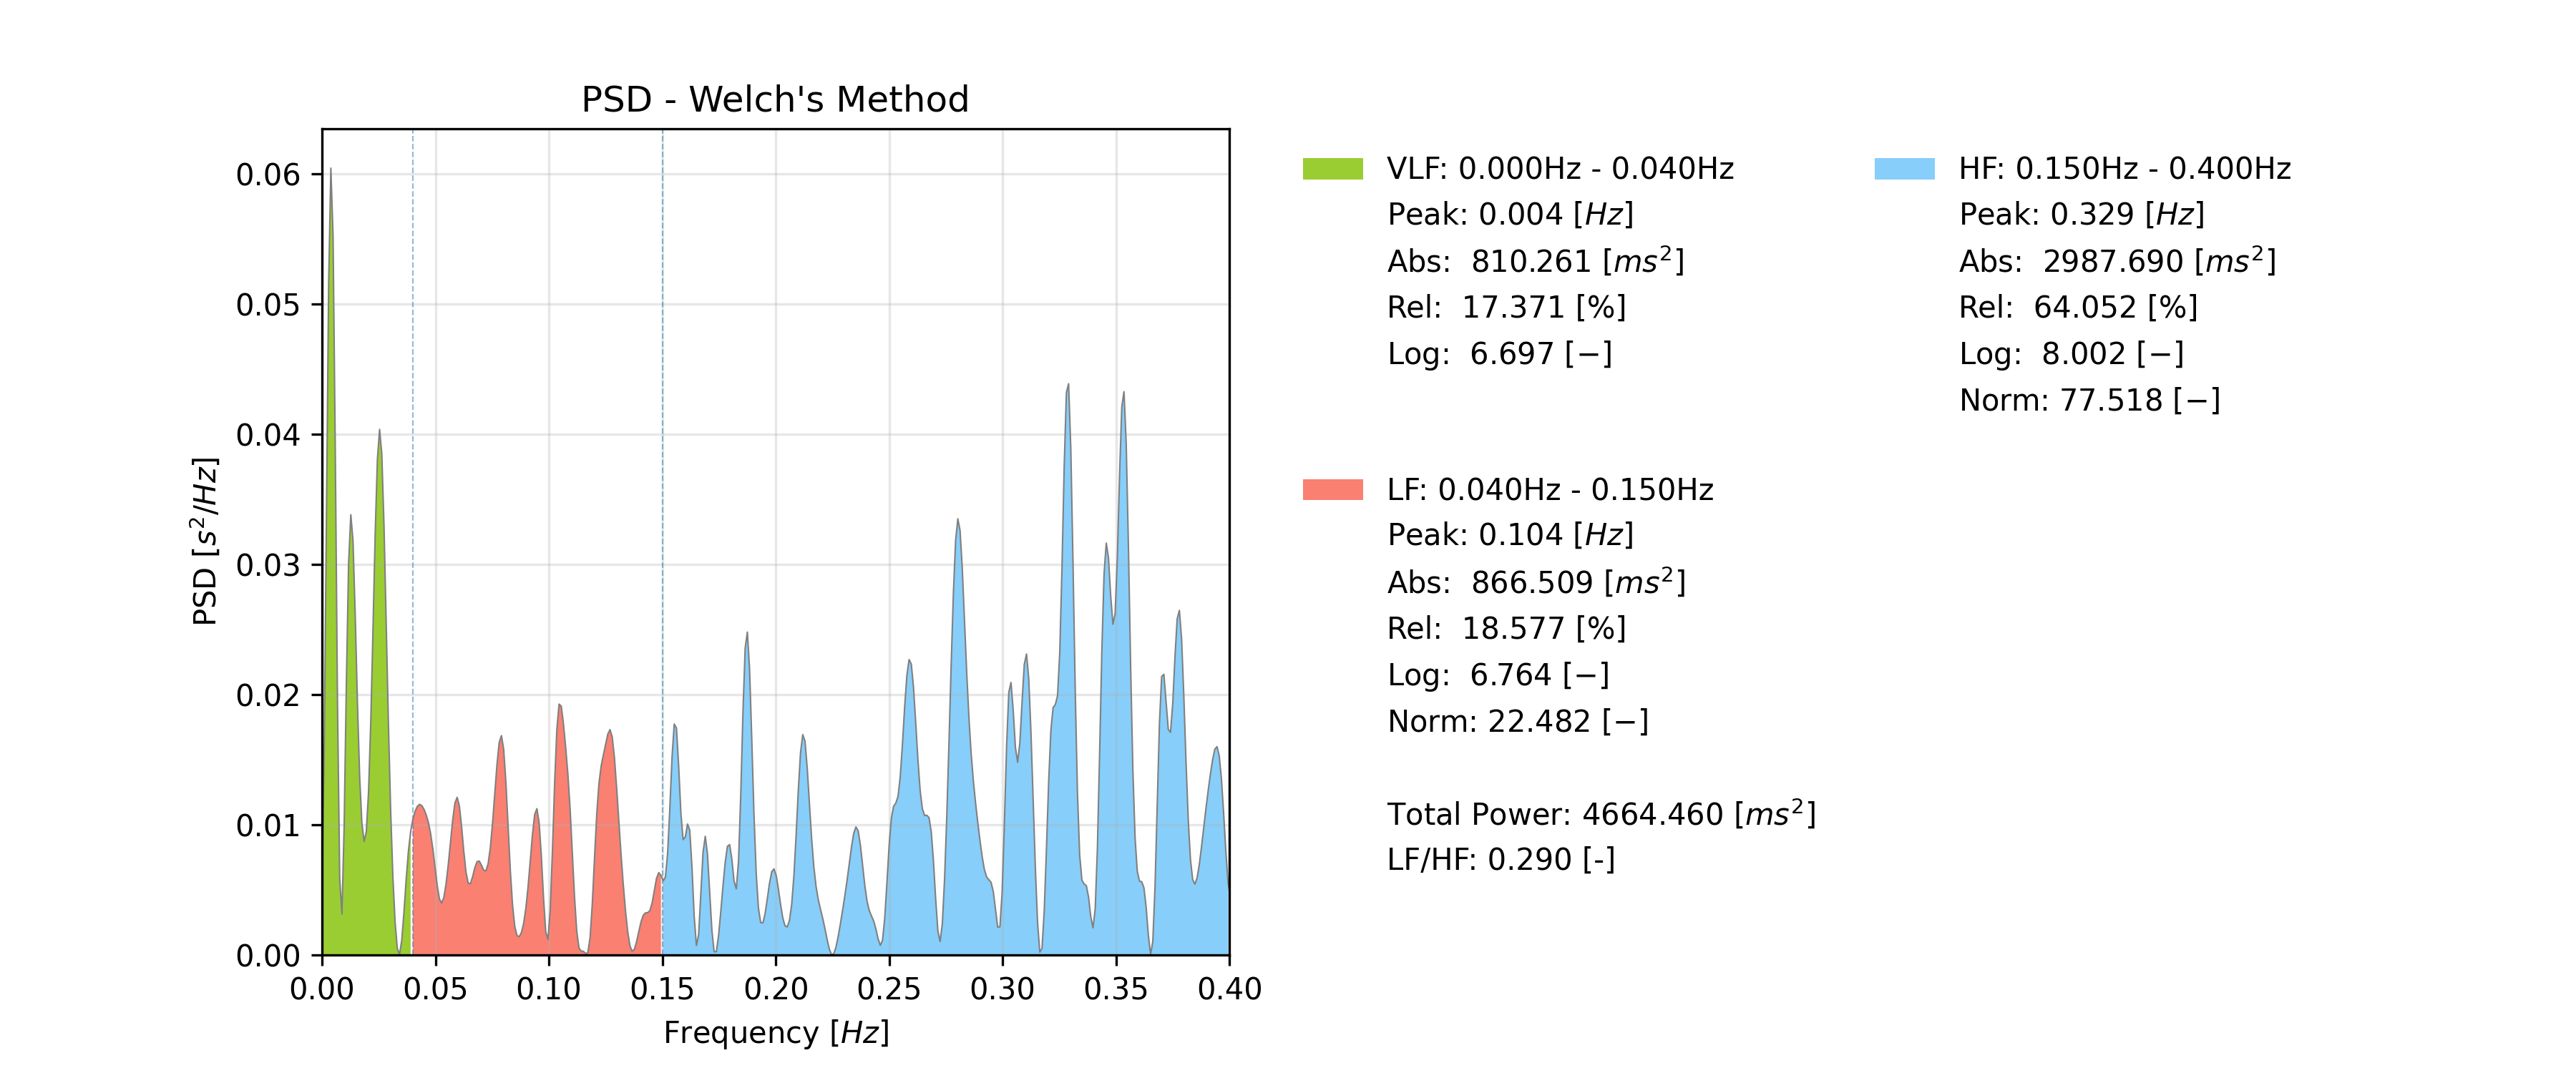 PSD - Welch's Method
0.06
0.05
0.04
0.03
0.02
0.01
0.00
PSD [s²/Hz]
0.00 0.05 0.10 0.15 0.20 0.25 0.30 0.35 0.40
Frequency [Hz]
VLF: 0.000Hz - 0.040Hz
Peak: 0.004 [Hz]
Abs: 810.261 [ms²]
Rel: 17.371 [%]
Log: 6.697 [−]
HF: 0.150Hz - 0.400Hz
Peak: 0.329 [Hz]
Abs: 2987.690 [ms²]
Rel: 64.052 [%]
Log: 8.002 [−]
Norm: 77.518 [−]
LF: 0.040Hz - 0.150Hz
Peak: 0.104 [Hz]
Abs: 866.509 [ms²]
Rel: 18.577 [%]
Log: 6.764 [−]
Norm: 22.482 [−]
Total Power: 4664.460 [ms²]
LF/HF: 0.290 [-]